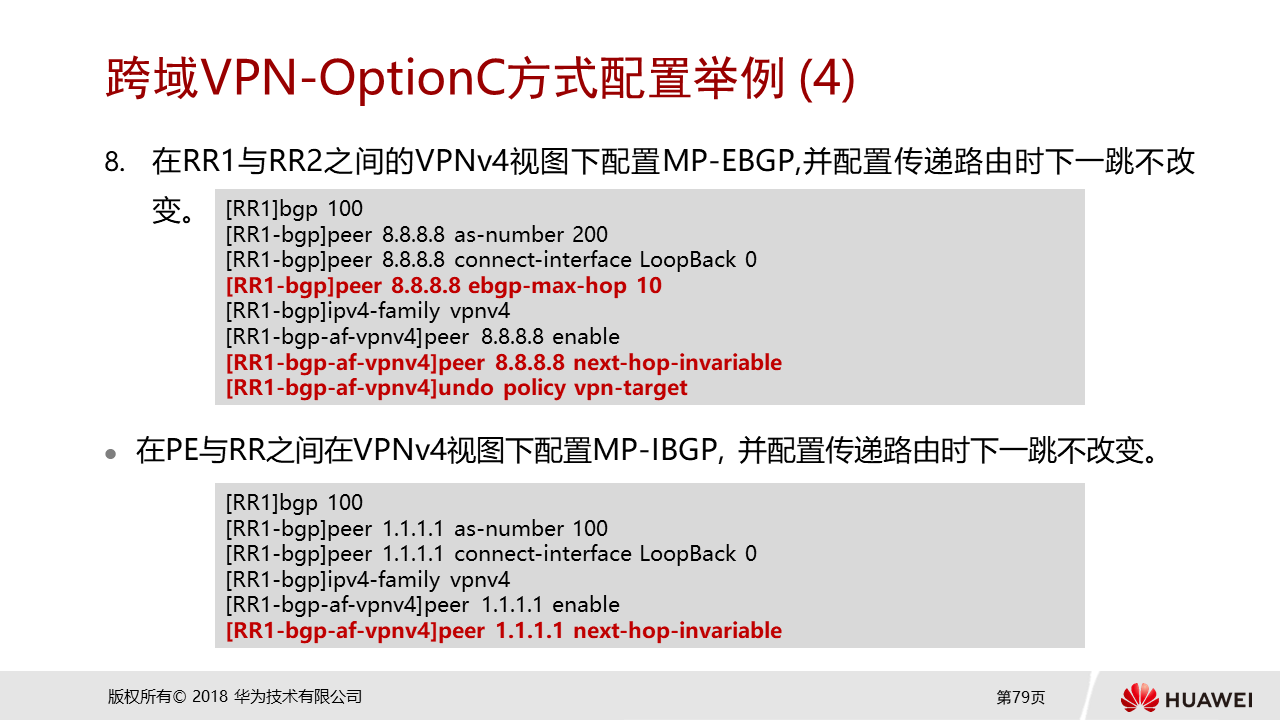 跨域VPN-OptionC方式配置举例 (4)
8. 在RR1与RR2之间的VPNv4视图下配置MP-EBGP,并配置传递路由时下一跳不改
变。
[RR1]bgp 100
[RR1-bgp]peer 8.8.8.8 as-number 200
[RR1-bgp]peer 8.8.8.8 connect-interface LoopBack 0
[RR1-bgp]peer 8.8.8.8 ebgp-max-hop 10
[RR1-bgp]ipv4-family vpnv4
[RR1-bgp-af-vpnv4]peer 8.8.8.8 enable
[RR1-bgp-af-vpnv4]peer 8.8.8.8 next-hop-invariable
[RR1-bgp-af-vpnv4]undo policy vpn-target
● 在PE与RR之间在VPNv4视图下配置MP-IBGP, 并配置传递路由时下一跳不改变。
[RR1]bgp 100
[RR1-bgp]peer 1.1.1.1 as-number 100
[RR1-bgp]peer 1.1.1.1 connect-interface LoopBack 0
[RR1-bgp]ipv4-family vpnv4
[RR1-bgp-af-vpnv4]peer 1.1.1.1 enable
[RR1-bgp-af-vpnv4]peer 1.1.1.1 next-hop-invariable
版权所有© 2018 华为技术有限公司
第79页
HUAWEI